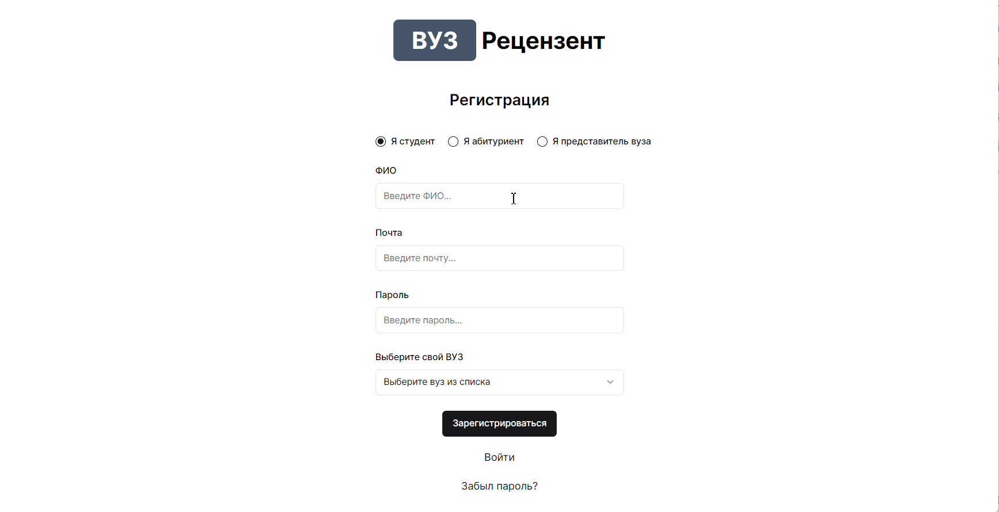 ВУЗ Рецензент
Регистрация
Я студент Я абитуриент Я представитель вуза
ФИО
Введите ФИО...
Почта
Введите почту...
Пароль
Введите пароль...
Выберите свой ВУЗ
Выберите вуз из списка
Зарегистрироваться
Войти
Забыл пароль?